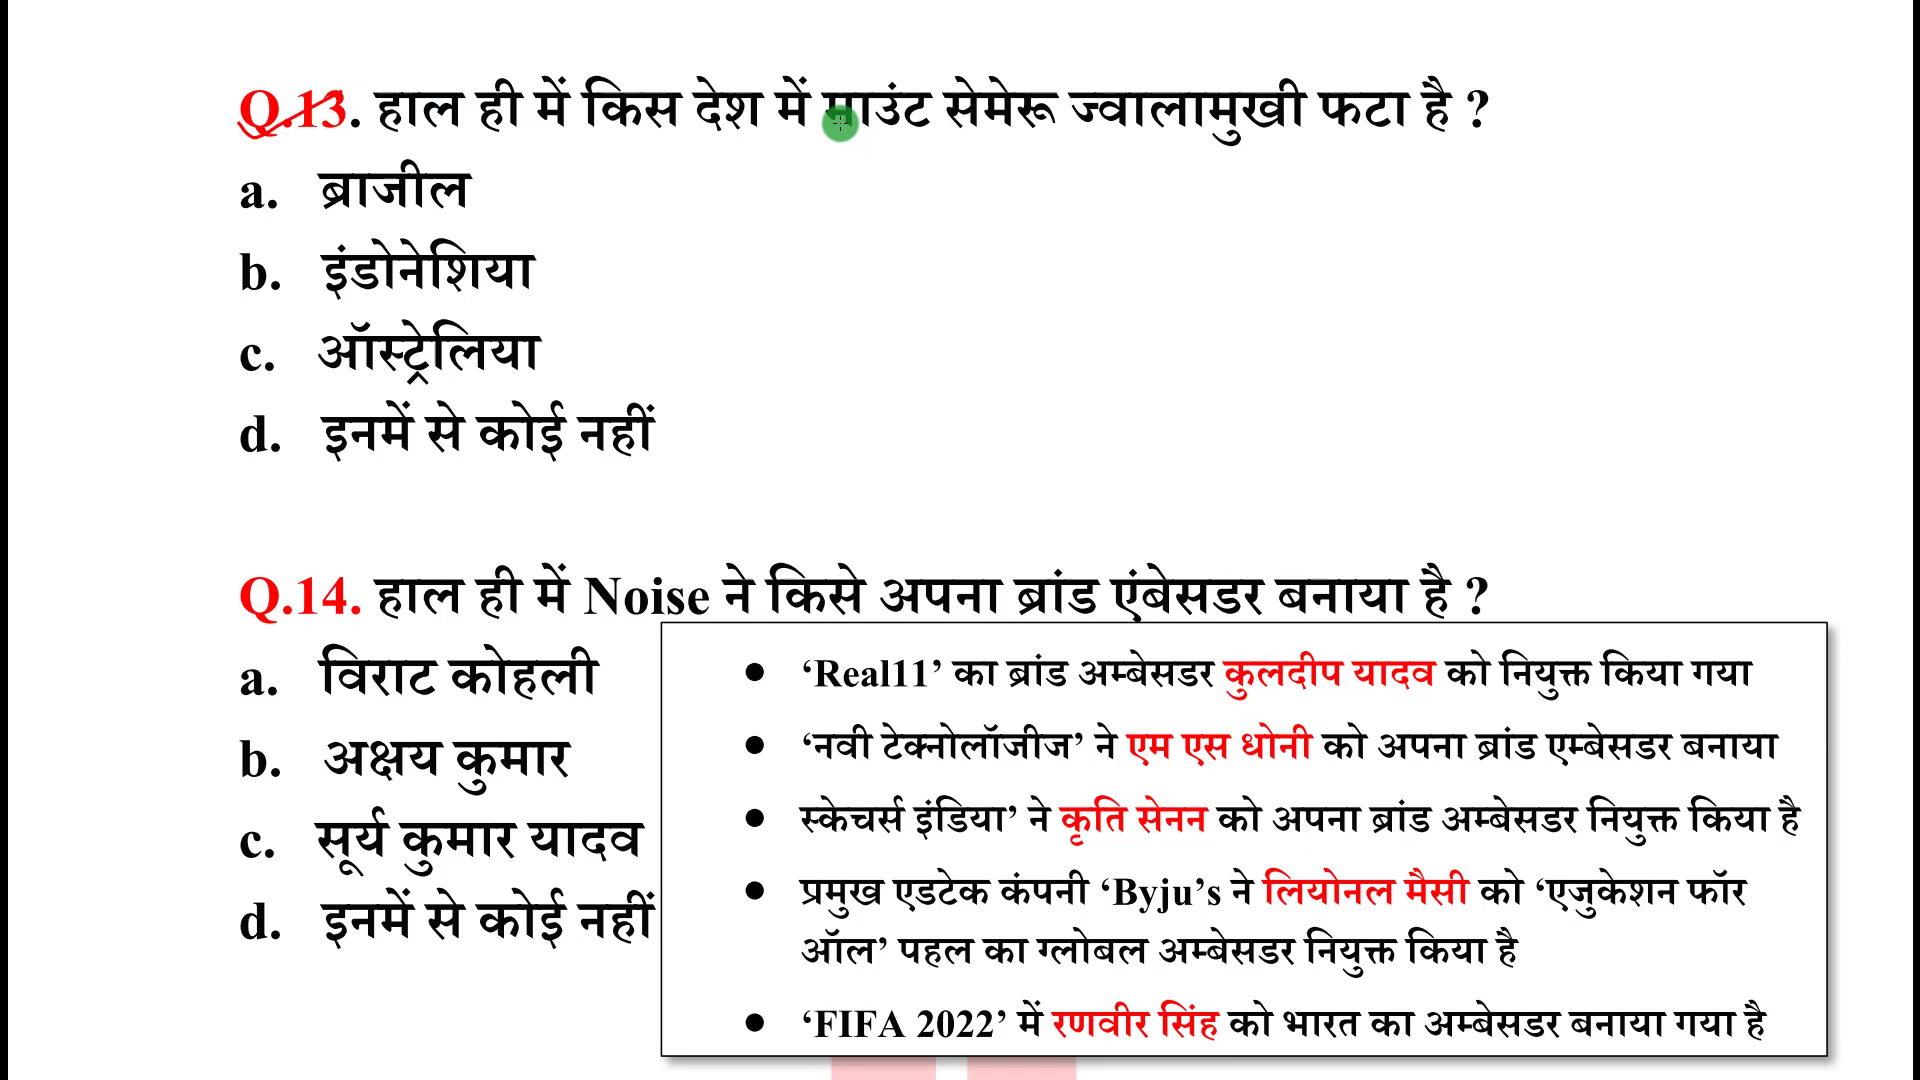 Q.13. हाल ही में किस देश में माउंट सेमेरू ज्वालामुखी फटा है ?
a. ब्राजील
b. इंडोनेशिया
c. ऑस्ट्रेलिया
d. इनमें से कोई नहीं
Q.14. हाल ही में Noise ने किसे अपना ब्रांड एंबेसडर बनाया है ?
a. विराट कोहली
b. अक्षय कुमार
c. सूर्य कुमार यादव
d. इनमें से कोई नहीं
• ‘Real11’ का ब्रांड अम्बेसडर कुलदीप यादव को नियुक्त किया गया
• ‘नवी टेक्नोलॉजीज’ ने एम एस धोनी को अपना ब्रांड एम्बेसडर बनाया
• स्केचर्स इंडिया’ ने कृति सेनन को अपना ब्रांड अम्बेसडर नियुक्त किया है
• प्रमुख एडटेक कंपनी ‘Byju’s ने लियोनल मैसी को ‘एजुकेशन फॉर
ऑल’ पहल का ग्लोबल अम्बेसडर नियुक्त किया है
• ‘FIFA 2022’ में रणवीर सिंह को भारत का अम्बेसडर बनाया गया है